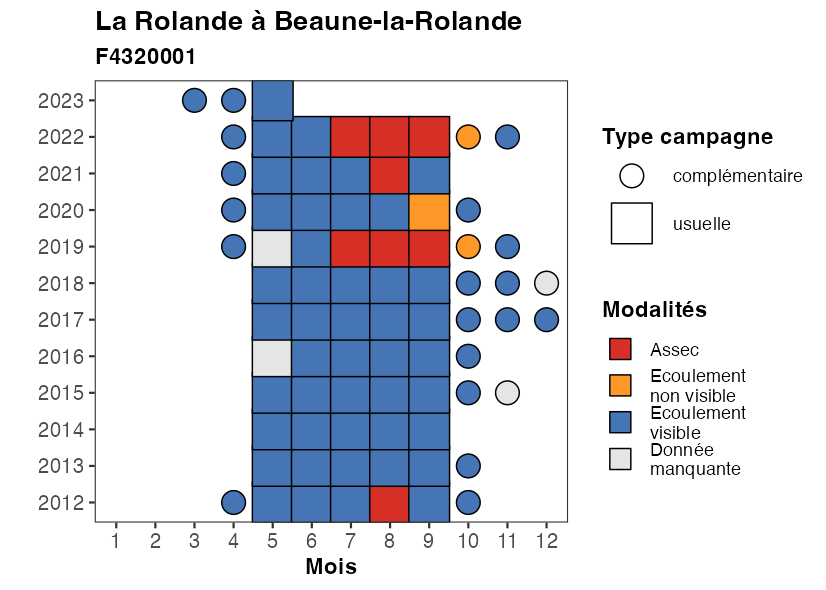 La Rolande à Beaune-la-Rolande
F4320001
2023
2022
2021
2020
2019
2018
2017
2016
2015
2014
2013
2012
1 2 3 4 5 6 7 8 9 10 11 12
Mois
Type campagne
complémentaire
usuelle
Modalités
Assec
Ecoulement
non visible
Ecoulement
visible
Donnée
manquante